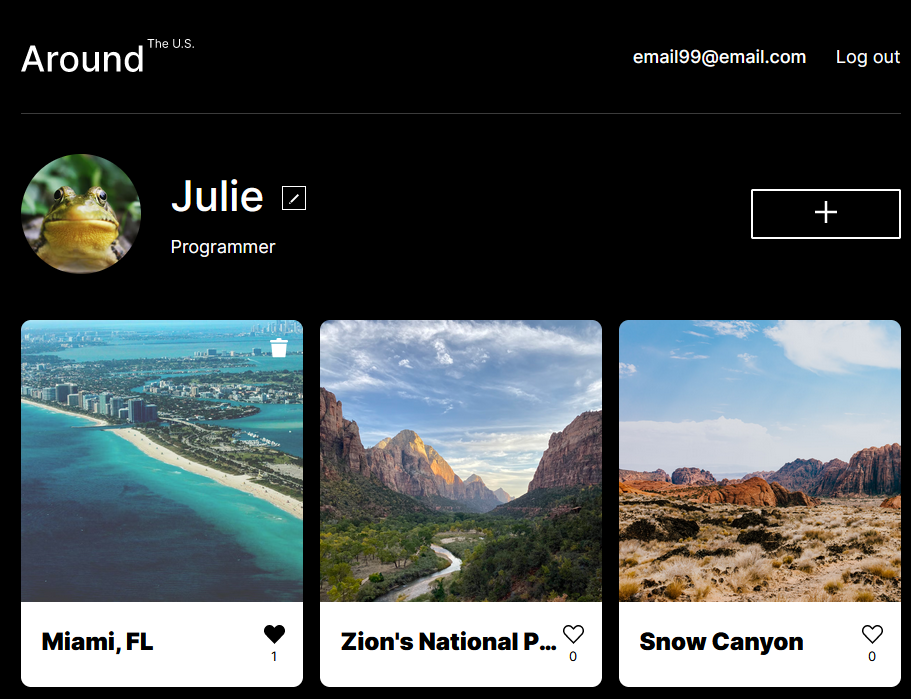 Around The U.S.
email99@email.com Log out
Julie
Programmer
Miami, FL
1
Zion's National P...
0
Snow Canyon
0